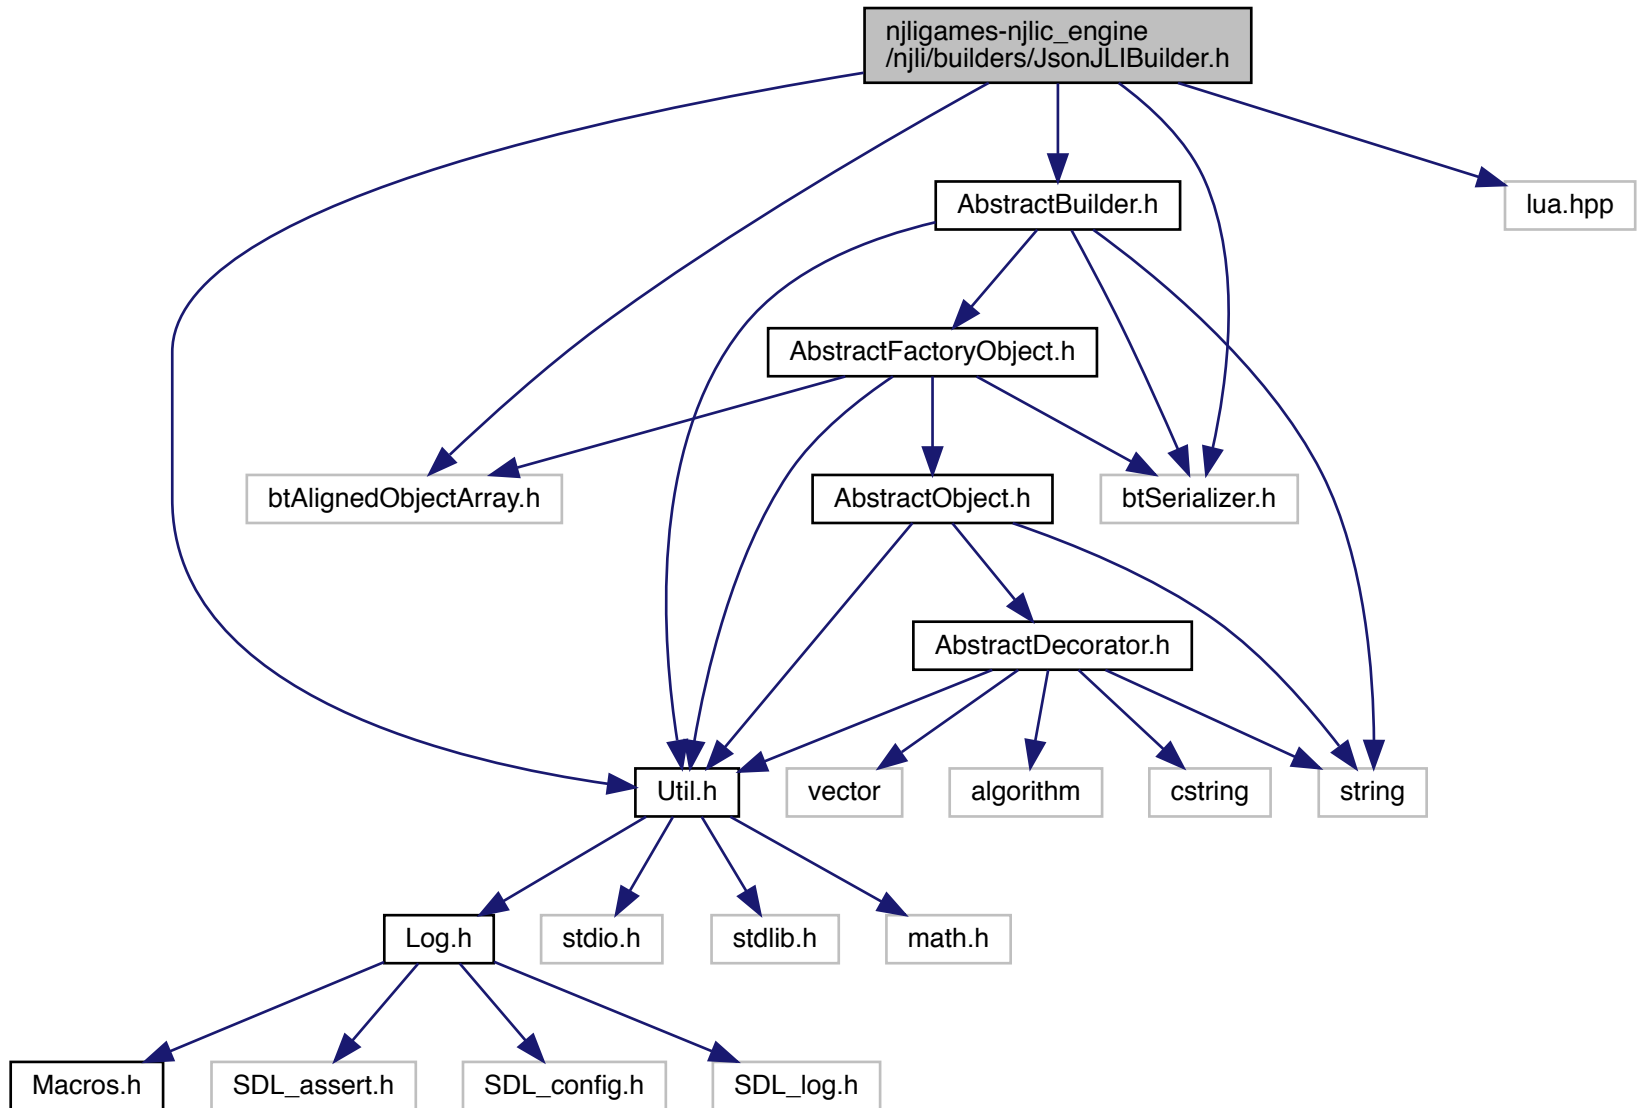 njligames-njlic_engine
/njli/builders/JsonJLIBuilder.h
AbstractBuilder.h
lua.hpp
AbstractFactoryObject.h
btAlignedObjectArray.h
AbstractObject.h
btSerializer.h
AbstractDecorator.h
Util.h
vector
algorithm
cstring
string
Log.h
stdio.h
stdlib.h
math.h
Macros.h
SDL_assert.h
SDL_config.h
SDL_log.h